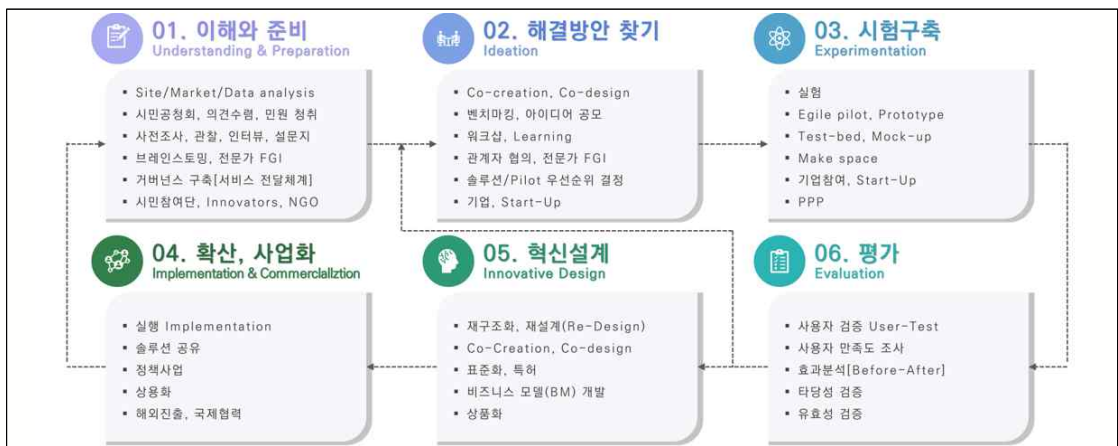 01. 이해와 준비
Understanding & Preparation
▪ Site/Market/Data analysis
▪ 시민공청회, 의견수렴, 민원 청취
▪ 사전조사, 관찰, 인터뷰, 설문지
▪ 브레인스토밍, 전문가 FGI
▪ 거버넌스 구축[서비스 전달체계]
▪ 시민참여단, Innovators, NGO
02. 해결방안 찾기
Ideation
▪ Co-creation, Co-design
▪ 벤치마킹, 아이디어 공모
▪ 워크샵, Learning
▪ 관계자 협의, 전문가 FGI
▪ 솔루션/Pilot 우선순위 결정
▪ 기업, Start-Up
03. 시험구축
Experimentation
▪ 실험
▪ Egile pilot, Prototype
▪ Test-bed, Mock-up
▪ Make space
▪ 기업참여, Start-Up
▪ PPP
04. 확산, 사업화
Implementation & Commerciallztion
▪ 실행 Implementation
▪ 솔루션 공유
▪ 정책사업
▪ 상용화
▪ 해외진출, 국제협력
05. 혁신설계
Innovative Design
▪ 재구조화, 재설계(Re-Design)
▪ Co-Creation, Co-design
▪ 표준화, 특허
▪ 비즈니스 모델(BM) 개발
▪ 상품화
06. 평가
Evaluation
▪ 사용자 검증 User-Test
▪ 사용자 만족도 조사
▪ 효과분석[Before-After]
▪ 타당성 검증
▪ 유효성 검증